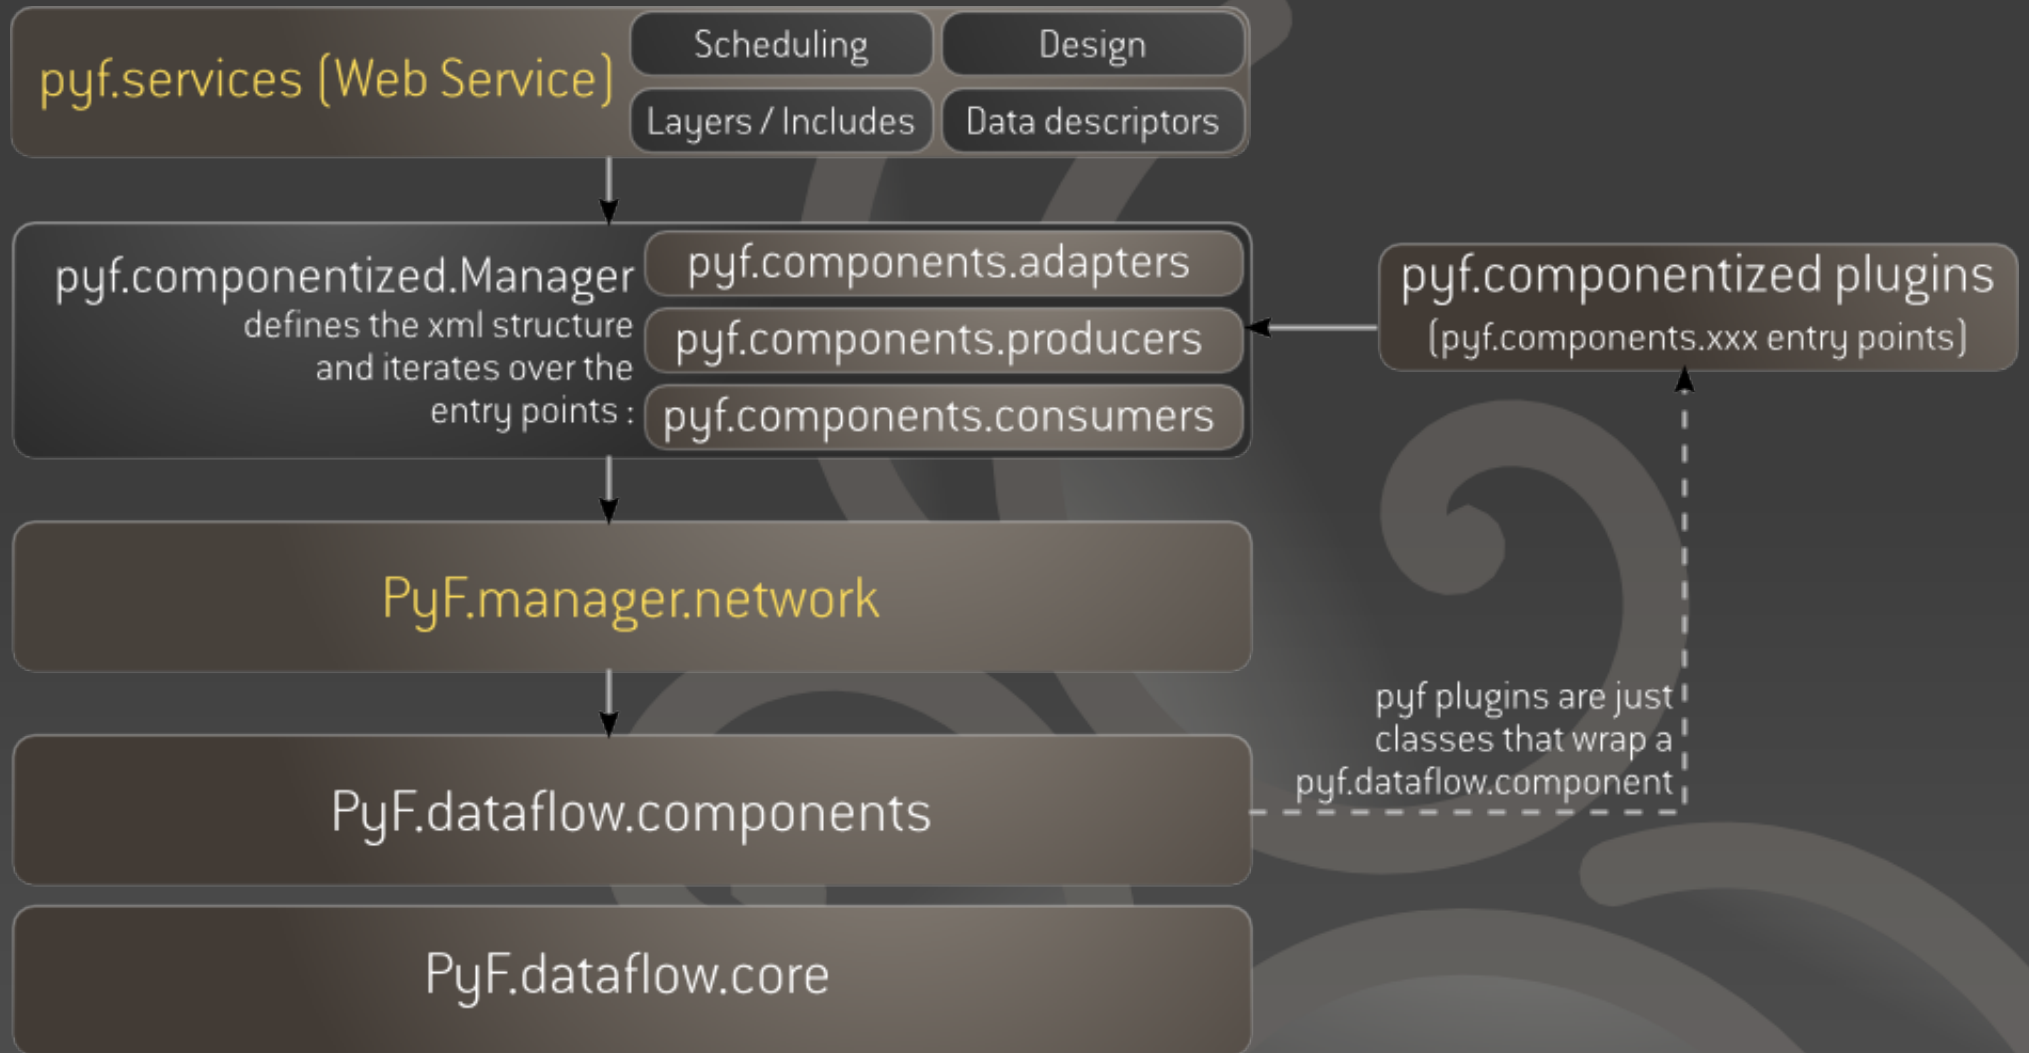 pyf.services (Web Service)
Scheduling
Design
Layers / Includes
Data descriptors
pyf.componentized.Manager
defines the xml structure
and iterates over the
entry points :
pyf.components.adapters
pyf.components.producers
pyf.components.consumers
pyf.componentized plugins
(pyf.components.xxx entry points)
PyF.manager.network
pyf plugins are just
classes that wrap a
pyf.dataflow.component
PyF.dataflow.components
PyF.dataflow.core